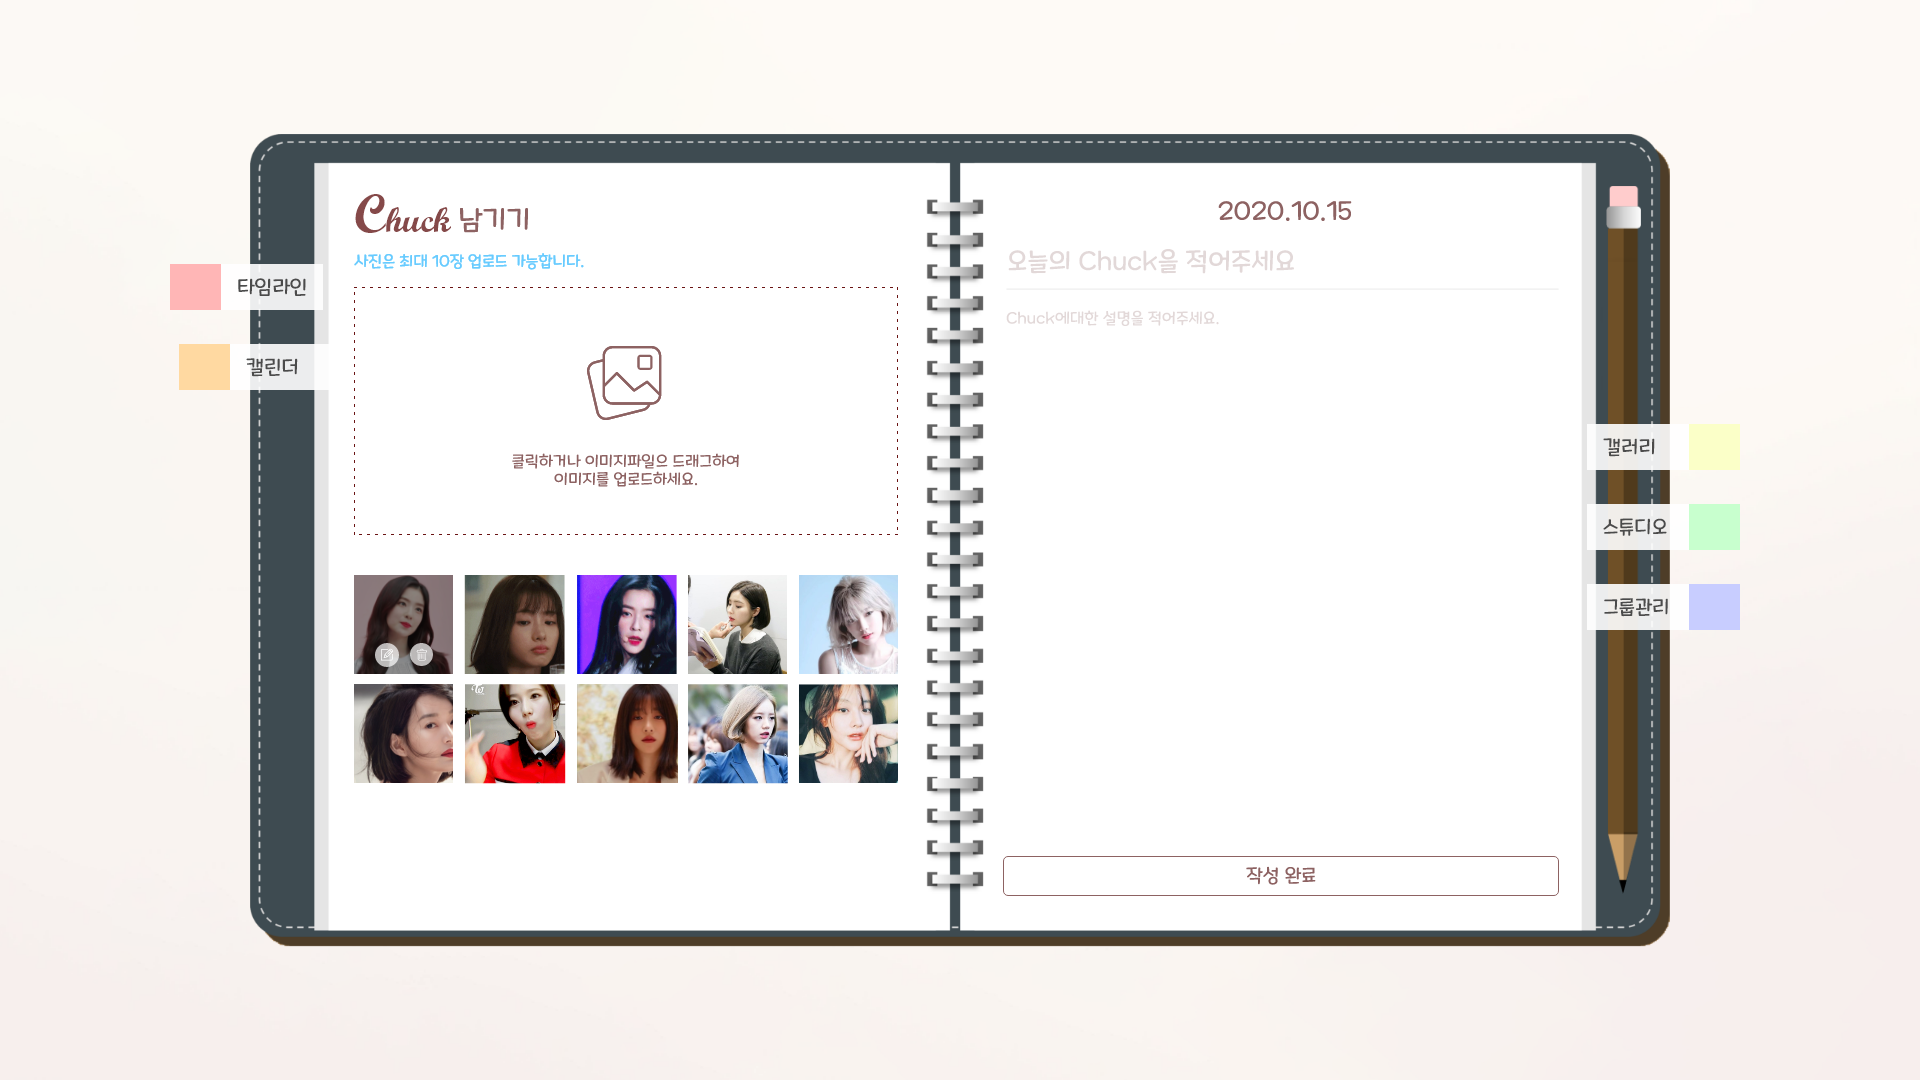 Chuck 남기기
사진은 최대 10장 업로드 가능합니다.
클릭하거나 이미지파일으 드래그하여
이미지를 업로드하세요.
2020.10.15
오늘의 Chuck을 적어주세요
Chuck에대한 설명을 적어주세요.
작성 완료
타임라인
캘린더
갤러리
스튜디오
그룹관리